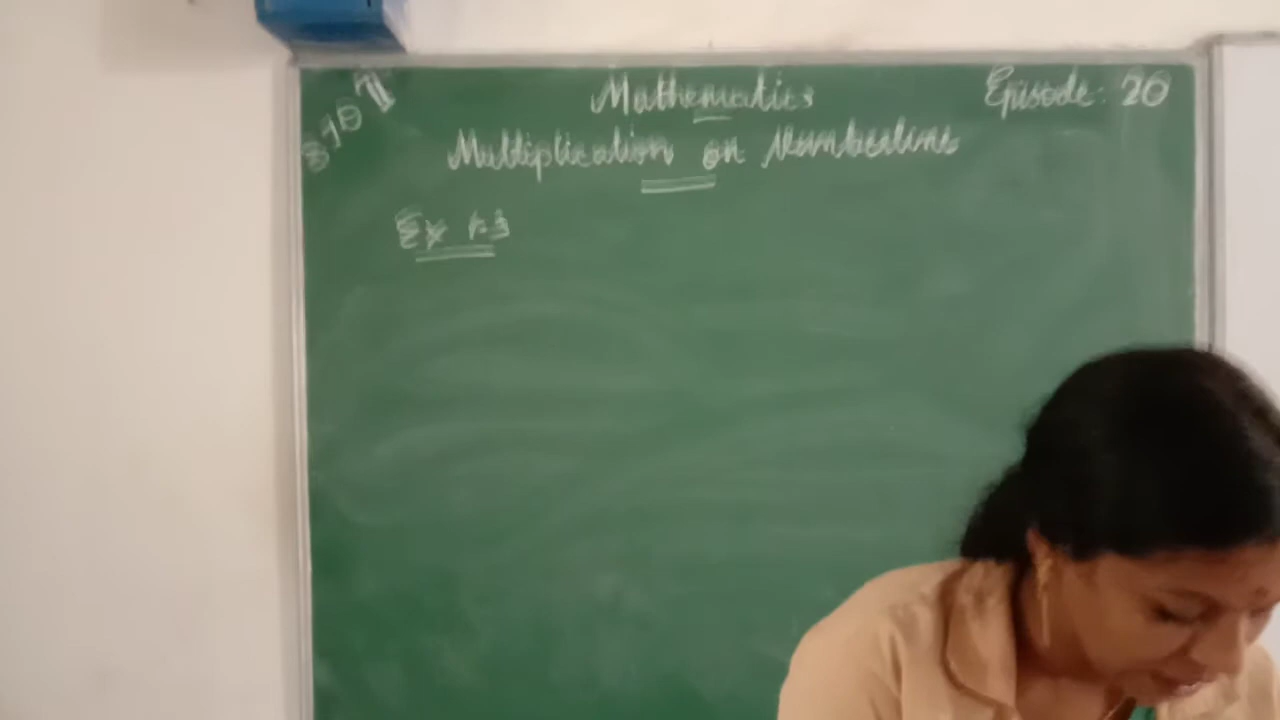 Mathematics
Episode: 20
Multiplication on Numberline
Ex 1.3